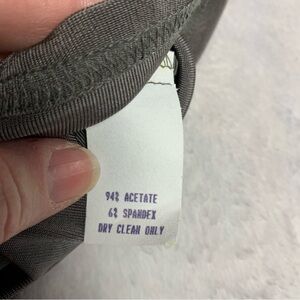 94% ACETATE
6% SPANDEX
DRY CLEAN ONLY